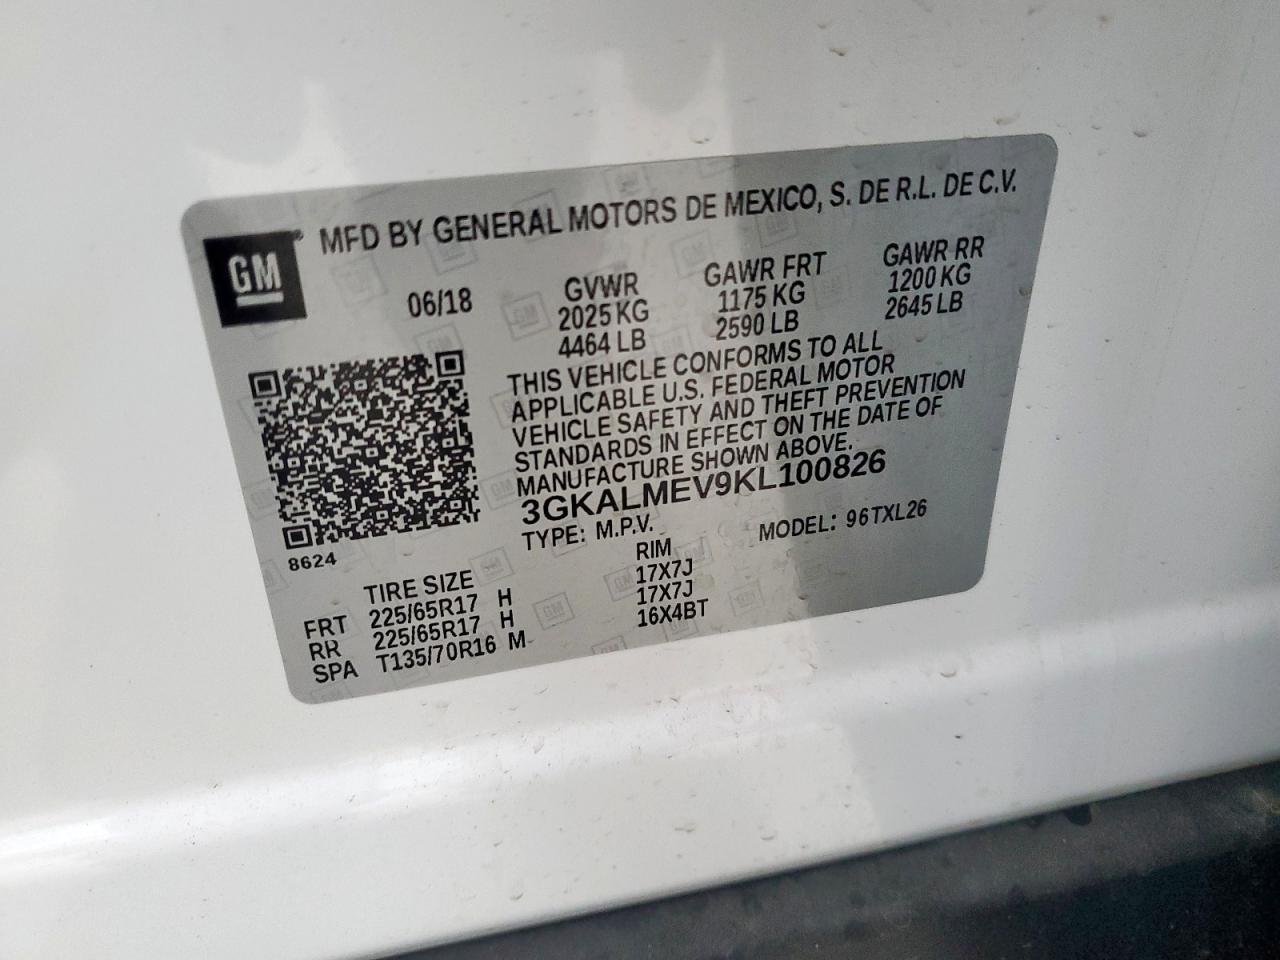 GM
MFD BY GENERAL MOTORS DE MEXICO, S. DE R.L. DE C.V.
06/18
GVWR GAWR FRT GAWR RR
2025 KG 1175 KG 1200 KG
4464 LB 2590 LB 2645 LB
THIS VEHICLE CONFORMS TO ALL
APPLICABLE U.S. FEDERAL MOTOR
VEHICLE SAFETY AND THEFT PREVENTION
STANDARDS IN EFFECT ON THE DATE OF
MANUFACTURE SHOWN ABOVE.
3GKALMEV9KL100826
TYPE: M.P.V. MODEL: 96TXL26
8624
TIRE SIZE RIM
FRT 225/65R17 H 17X7J
RR 225/65R17 H 17X7J
SPA T135/70R16 M 16X4BT